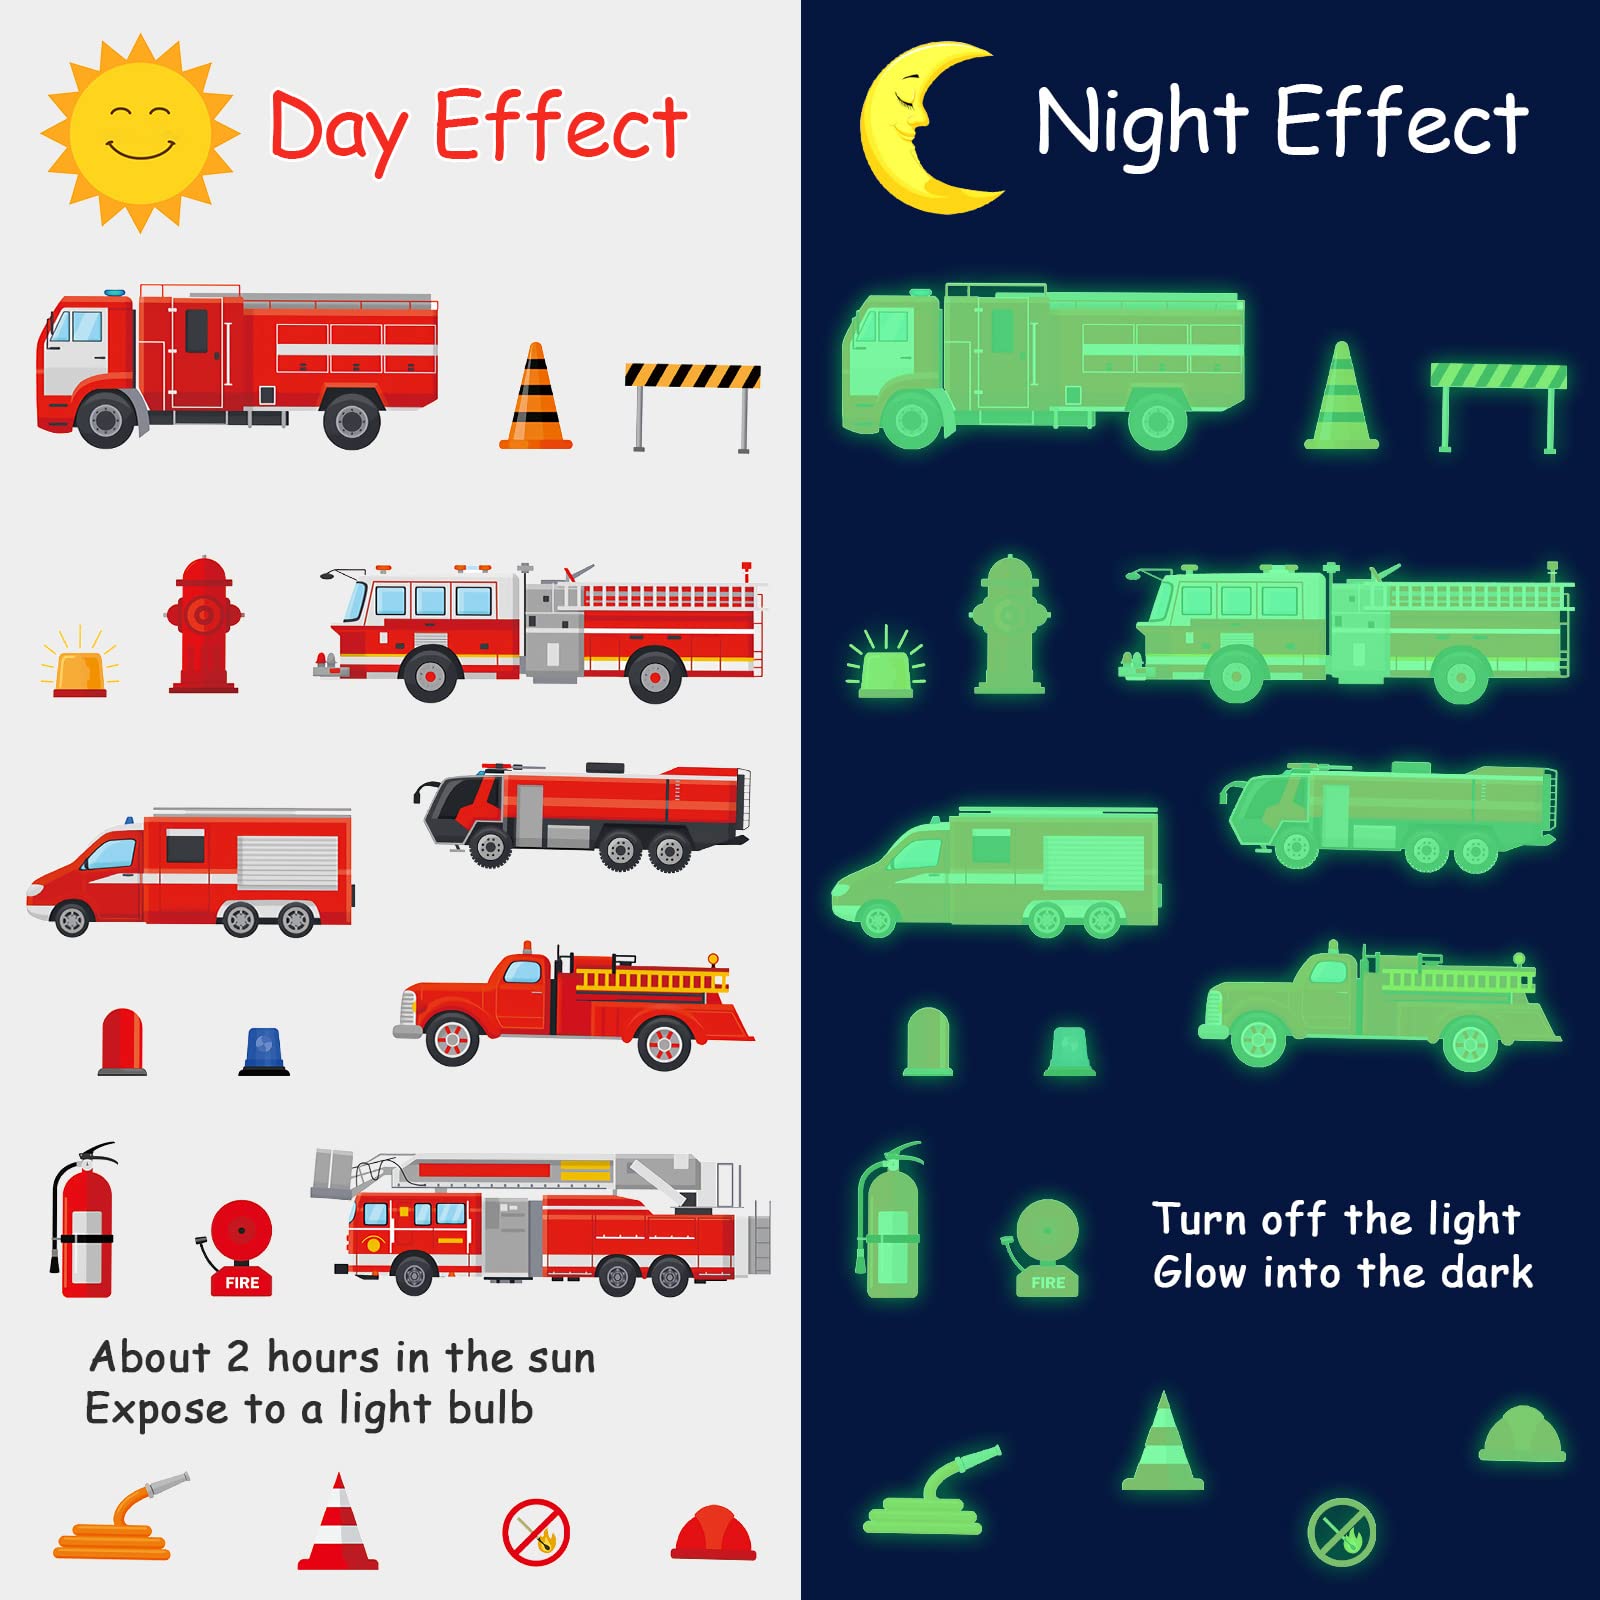 Day Effect
Night Effect
FIRE
About 2 hours in the sun
Expose to a light bulb
FIRE
Turn off the light
Glow into the dark